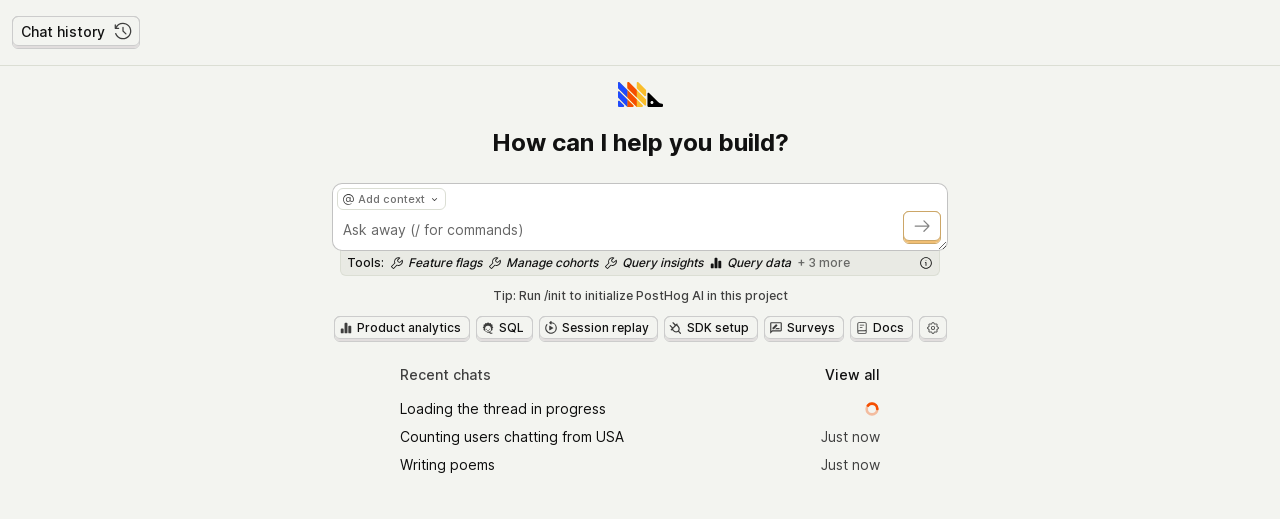 Chat history
How can I help you build?
@ Add context
Ask away (/ for commands)
Tools: Feature flags Manage cohorts Query insights Query data + 3 more
Tip: Run /init to initialize PostHog AI in this project
Product analytics SQL Session replay SDK setup Surveys Docs
Recent chats View all
Loading the thread in progress
Counting users chatting from USA Just now
Writing poems Just now